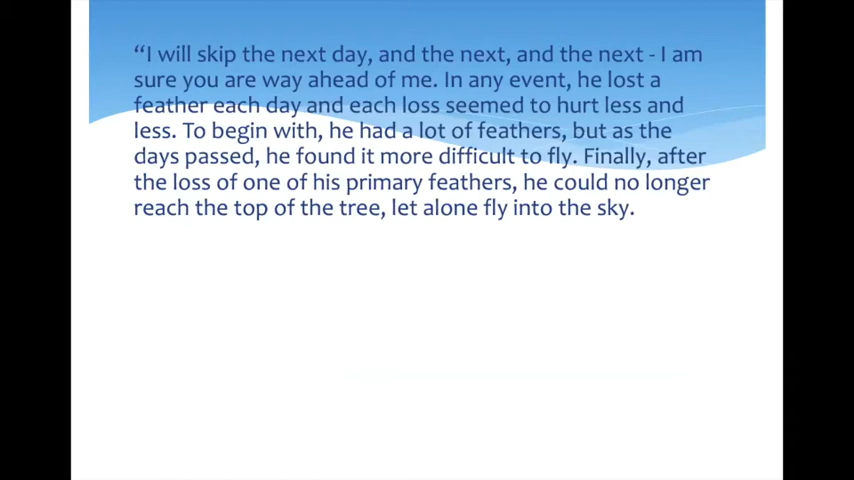 “I will skip the next day, and the next, and the next - I am
sure you are way ahead of me. In any event, he lost a
feather each day and each loss seemed to hurt less and
less. To begin with, he had a lot of feathers, but as the
days passed, he found it more difficult to fly. Finally, after
the loss of one of his primary feathers, he could no longer
reach the top of the tree, let alone fly into the sky.